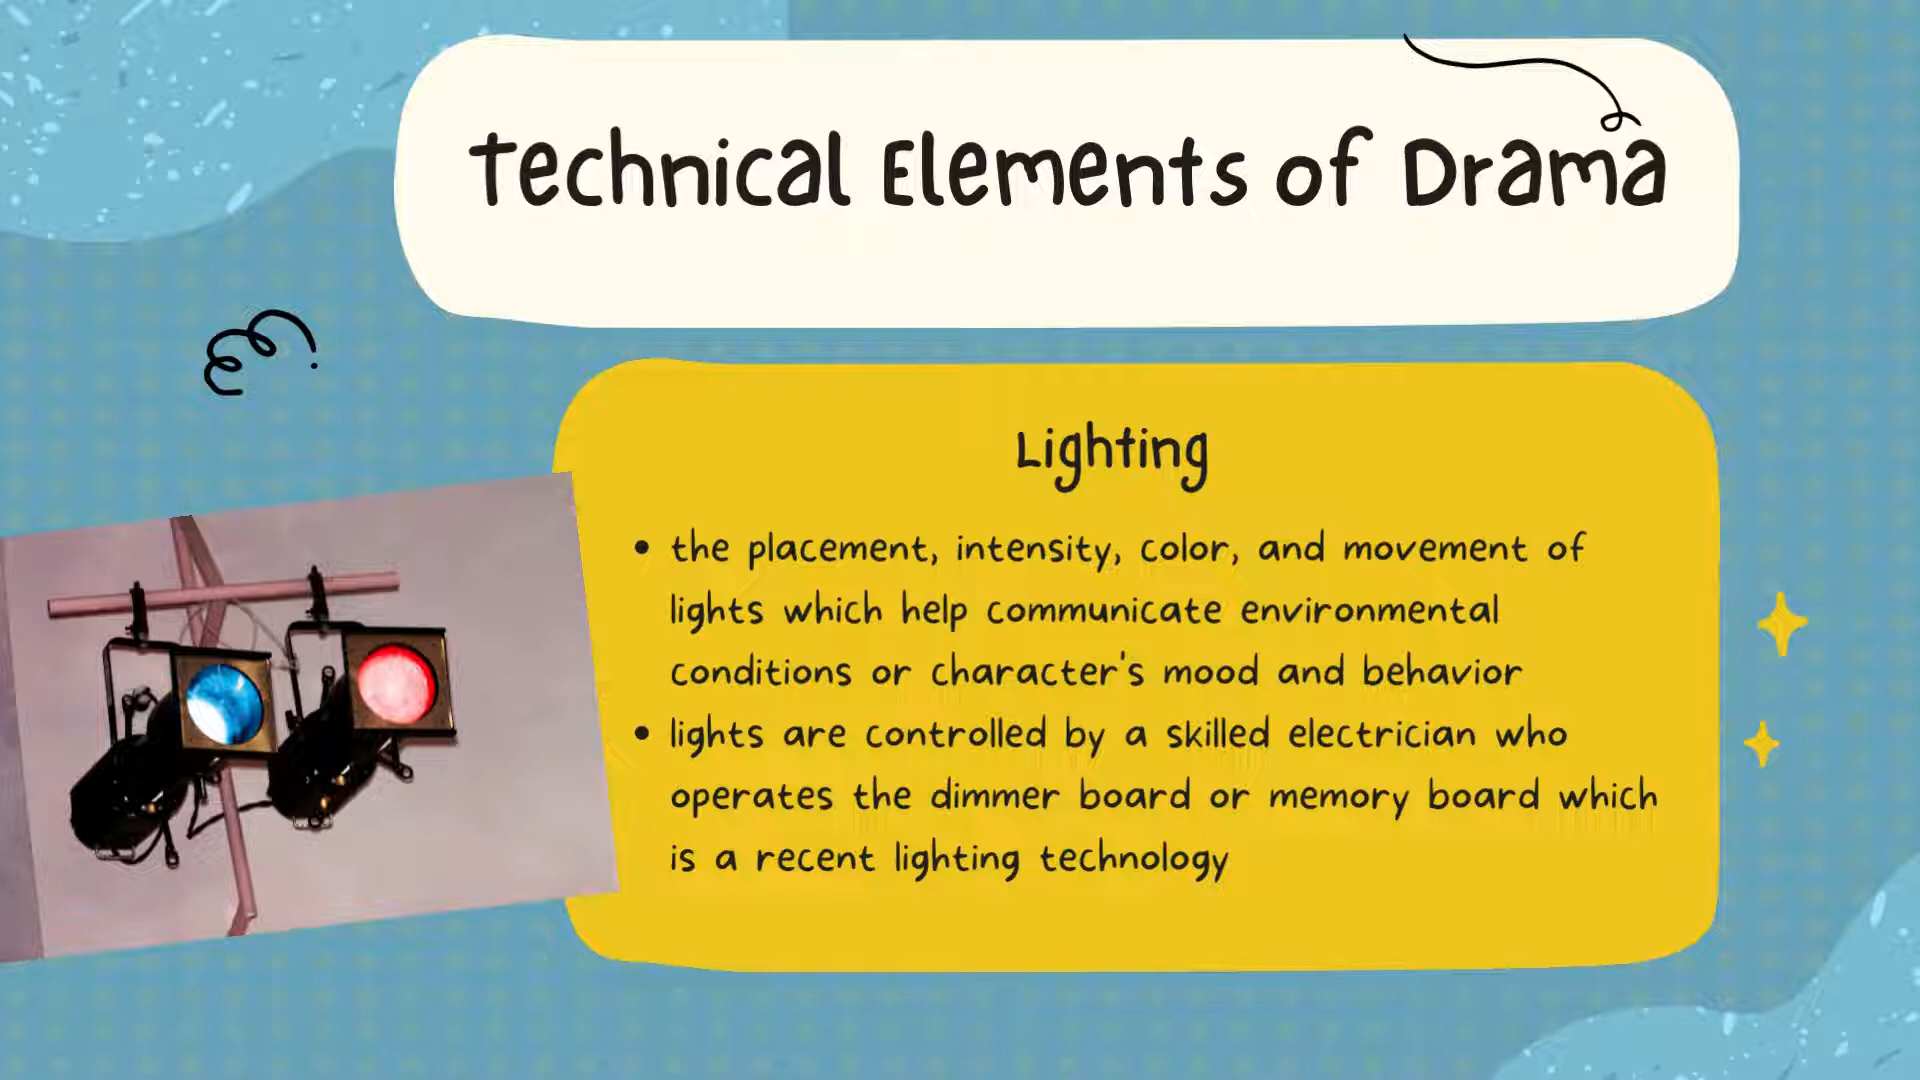 Technical Elements of Drama
Lighting
• the placement, intensity, color, and movement of
lights which help communicate environmental
conditions or character's mood and behavior
• lights are controlled by a skilled electrician who
operates the dimmer board or memory board which
is a recent lighting technology